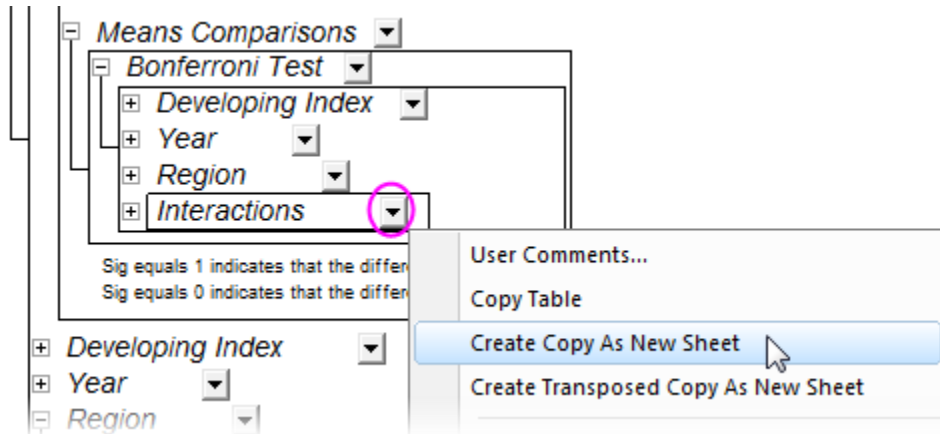 Means Comparisons
Bonferroni Test
Developing Index
Year
Region
Interactions
Sig equals 1 indicates that the
Sig equals 0 indicates that the
User Comments...
Copy Table
Create Copy As New Sheet
Create Transposed Copy As New Sheet
Developing Index
Year
Region